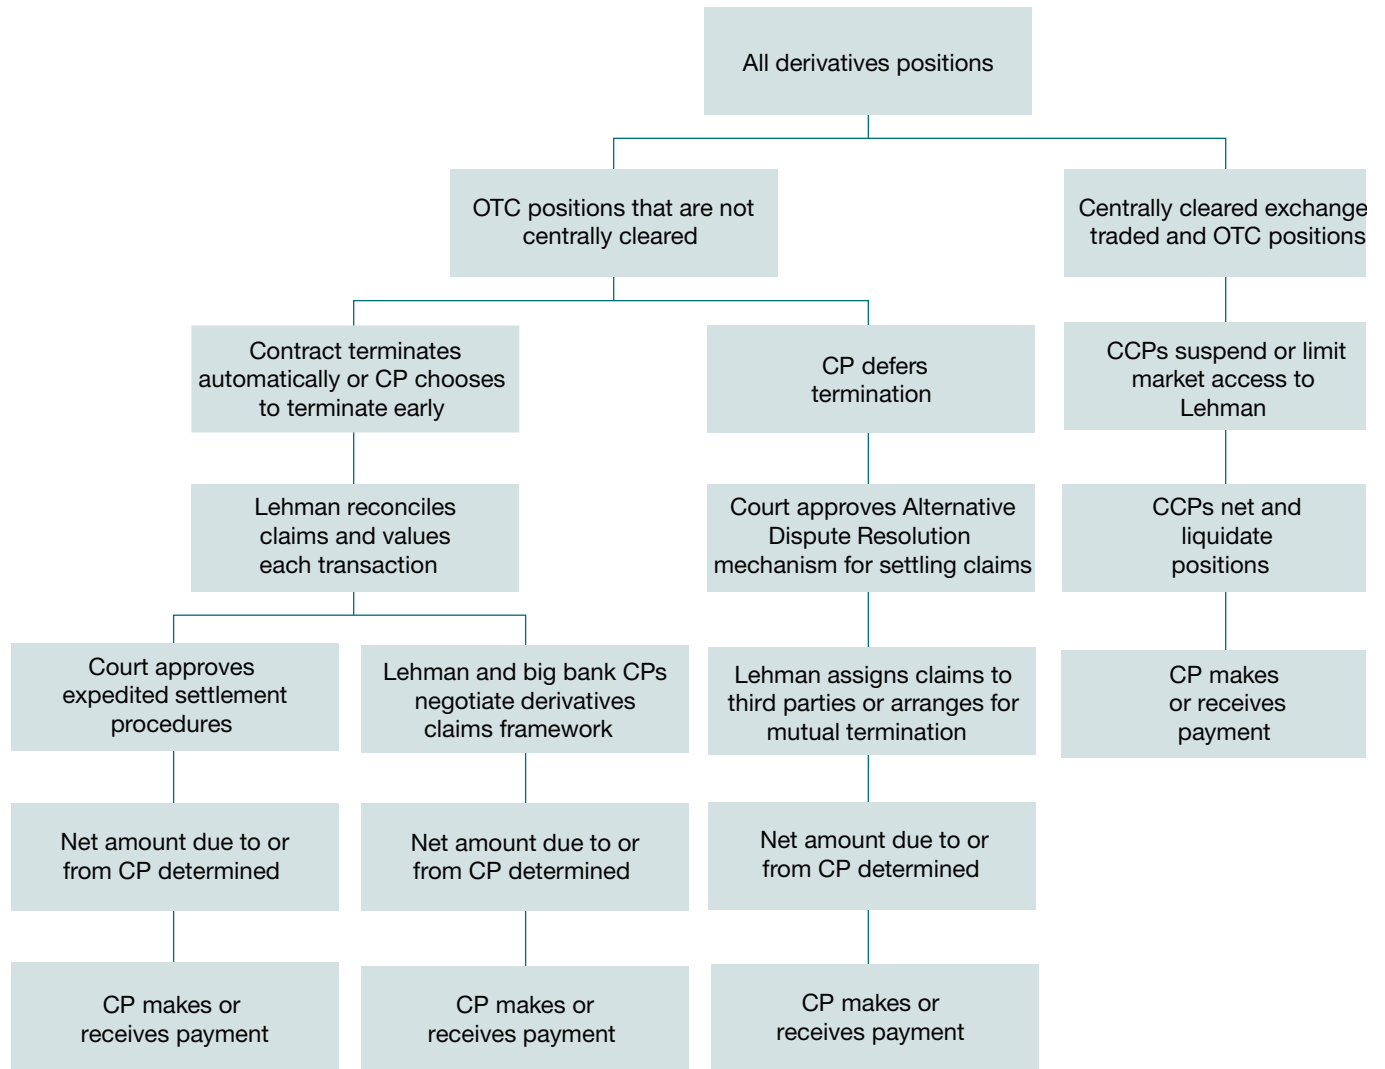 All derivatives positions
OTC positions that are not
centrally cleared
Centrally cleared exchange
traded and OTC positions
Contract terminates
automatically or CP chooses
to terminate early
CP defers
termination
CCPs suspend or limit
market access to
Lehman
Lehman reconciles
claims and values
each transaction
Court approves Alternative
Dispute Resolution
mechanism for settling claims
CCPs net and
liquidate
positions
Court approves
expedited settlement
procedures
Lehman and big bank CPs
negotiate derivatives
claims framework
Lehman assigns claims to
third parties or arranges for
mutual termination
CP makes
or receives
payment
Net amount due to or
from CP determined
Net amount due to or
from CP determined
Net amount due to or
from CP determined
CP makes or
receives payment
CP makes or
receives payment
CP makes or
receives payment